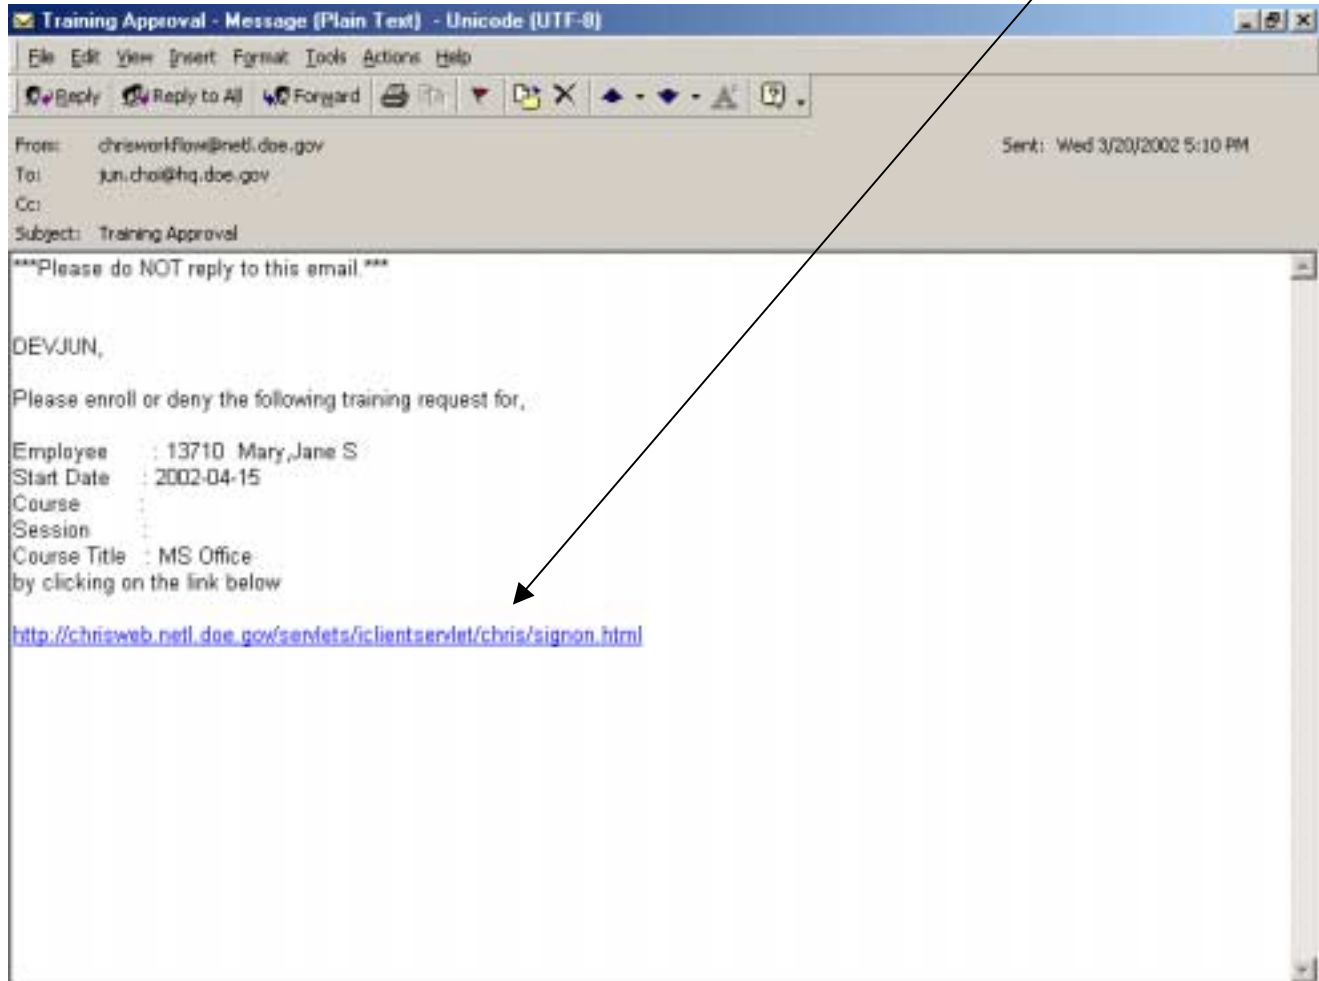 Training Approval - Message (Plain Text) - Unicode (UTF-8)
File Edit View Insert Format Tools Actions Help
Reply Reply to All Forward
From: chrisworkflow@netl.doe.gov Sent: Wed 3/20/2002 5:10 PM
To: jun.choi@hq.doe.gov
Cc:
Subject: Training Approval
***Please do NOT reply to this email.***
DEVJUN,
Please enroll or deny the following training request for,
Employee : 13710 Mary,Jane S
Start Date : 2002-04-15
Course :
Session :
Course Title : MS Office
by clicking on the link below
http://chrisweb.netl.doe.gov/servlets/iclientservlet/chris/signon.html